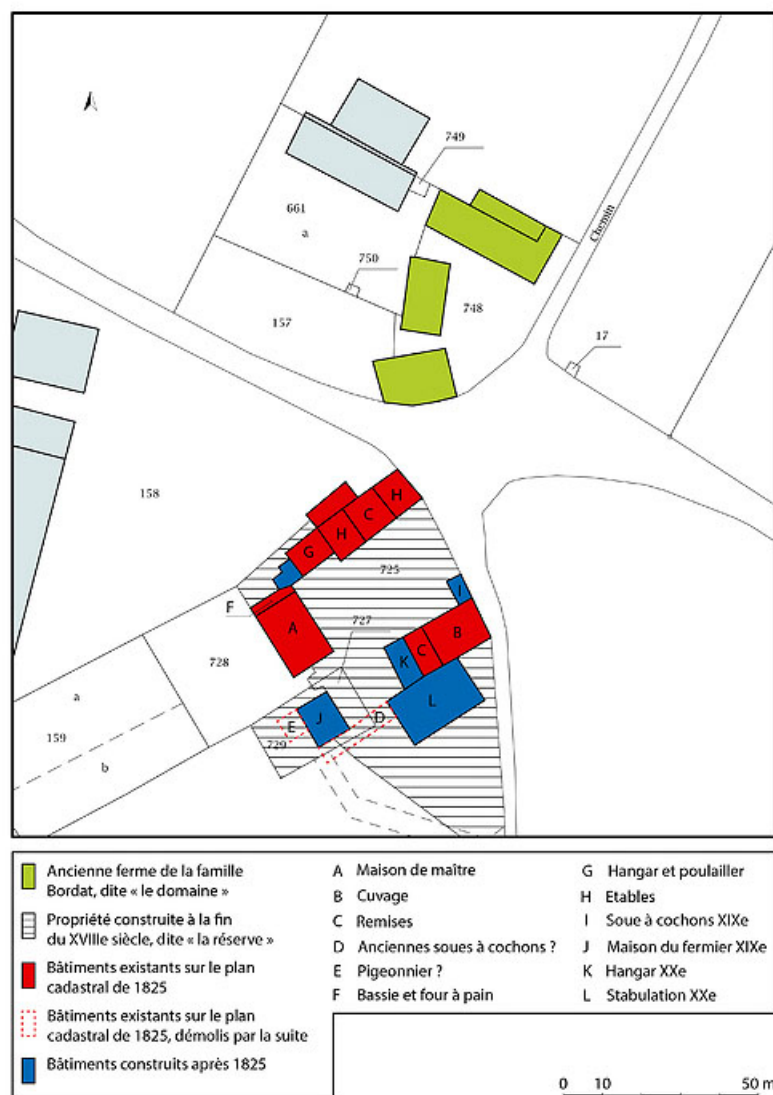 749
661
a
Chemin
750
748
157
17
158
H
C
H
G
725
I
F
A
727
B
C
K
728
L
a
J
D
E
159
729
b
Ancienne ferme de la famille
Bordat, dite « le domaine »
Propriété construite à la fin
du XVIIIe siècle, dite « la réserve »
Bâtiments existants sur le plan
cadastral de 1825
Bâtiments existants sur le plan
cadastral de 1825, démolis par la suite
Bâtiments construits après 1825
A Maison de maître
B Cuvage
C Remises
D Anciennes soues à cochons ?
E Pigeonnier ?
F Bassie et four à pain
G Hangar et poulailler
H Etables
I Soue à cochons XIXe
J Maison du fermier XIXe
K Hangar XXe
L Stabulation XXe
0 10 50 m